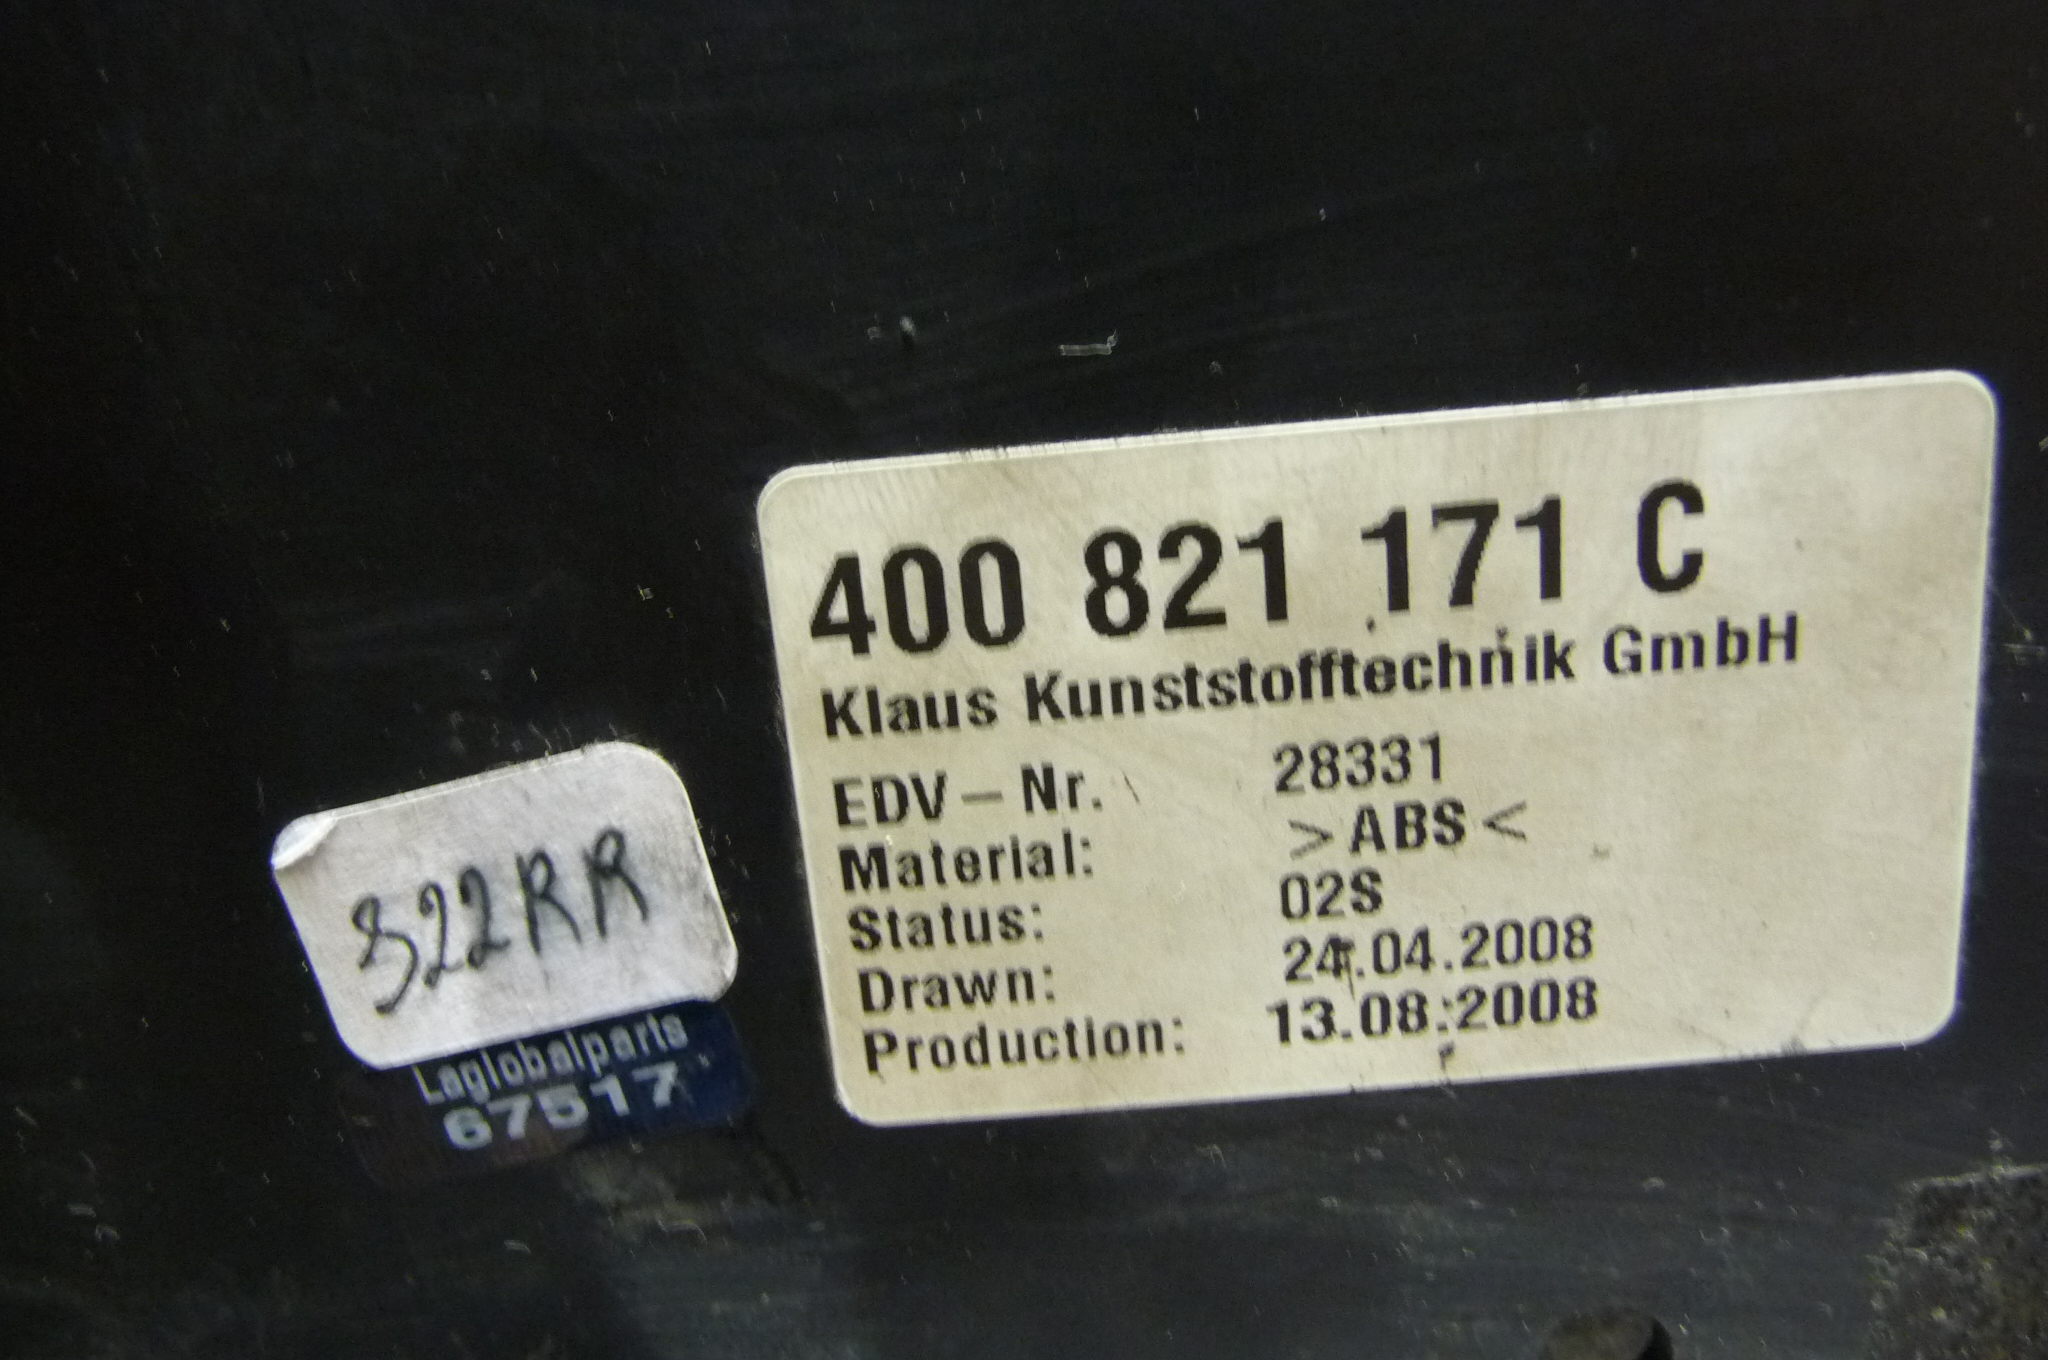 400 821 171 C
Klaus Kunststofftechnik GmbH
EDV – Nr. 28331
Material: >ABS<
Status: 02S
Drawn: 24.04.2008
Production: 13.08.2008
322RR
Laglobalparts
67517